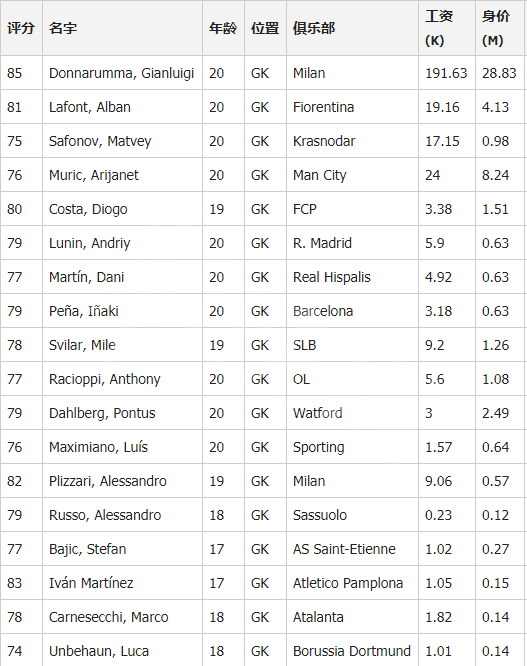 评分 名字 年龄 位置 俱乐部 工资(K) 身价(M)
85 Donnarumma, Gianluigi 20 GK Milan 191.63 28.83
81 Lafont, Alban 20 GK Fiorentina 19.16 4.13
75 Safonov, Matvey 20 GK Krasnodar 17.15 0.98
76 Muric, Arijanet 20 GK Man City 24 8.24
80 Costa, Diogo 19 GK FCP 3.38 1.51
79 Lunin, Andriy 20 GK R. Madrid 5.9 0.63
77 Martín, Dani 20 GK Real Hispalis 4.92 0.63
79 Peña, Iñaki 20 GK Barcelona 3.18 0.63
78 Svilar, Mile 19 GK SLB 9.2 1.26
77 Racioppi, Anthony 20 GK OL 5.6 1.08
79 Dahlberg, Pontus 20 GK Watford 3 2.49
76 Maximiano, Luís 20 GK Sporting 1.57 0.64
82 Plizzari, Alessandro 19 GK Milan 9.06 0.57
79 Russo, Alessandro 18 GK Sassuolo 0.23 0.12
77 Bajic, Stefan 17 GK AS Saint-Etienne 1.02 0.27
83 Iván Martínez 17 GK Atletico Pamplona 1.05 0.15
78 Carnesecchi, Marco 18 GK Atalanta 1.82 0.14
74 Unbehaun, Luca 18 GK Borussia Dortmund 1.01 0.14